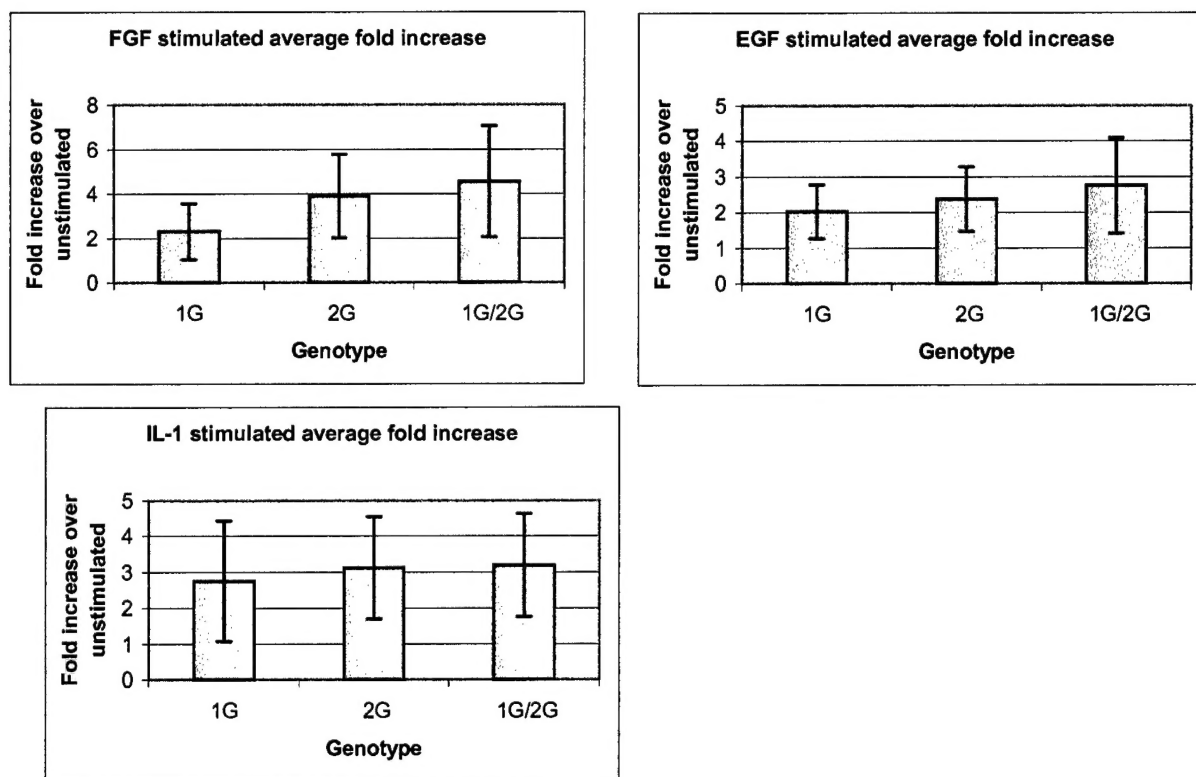 FGF stimulated average fold increase
Fold increase over
unstimulated
8
6
4
2
0
1G 2G 1G/2G
Genotype
EGF stimulated average fold increase
Fold increase over
unstimulated
5
4
3
2
1
0
1G 2G 1G/2G
Genotype
IL-1 stimulated average fold increase
Fold increase over
unstimulated
5
4
3
2
1
0
1G 2G 1G/2G
Genotype